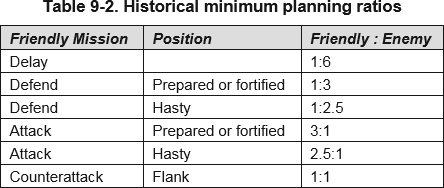 Table 9-2. Historical minimum planning ratios
Friendly Mission Position Friendly : Enemy
Delay 1:6
Defend Prepared or fortified 1:3
Defend Hasty 1:2.5
Attack Prepared or fortified 3:1
Attack Hasty 2.5:1
Counterattack Flank 1:1